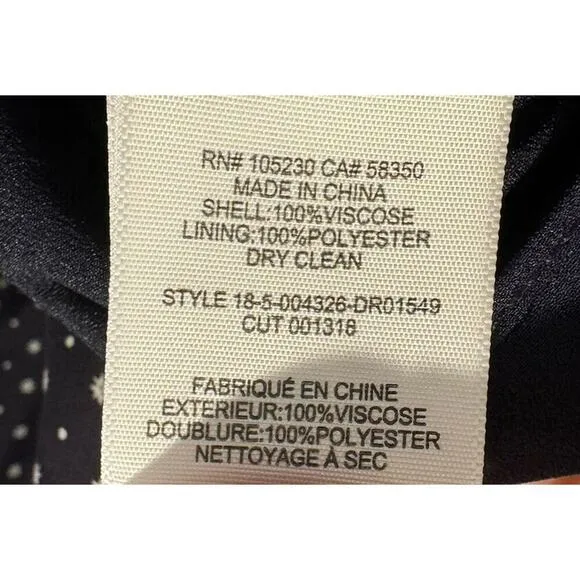 RN# 105230 CA# 58350
MADE IN CHINA
SHELL:100%VISCOSE
LINING:100%POLYESTER
DRY CLEAN
STYLE 18-5-004326-DR01549
CUT 001318
FABRIQUÉ EN CHINE
EXTERIEUR:100%VISCOSE
DOUBLURE:100%POLYESTER
NETTOYAGE À SEC